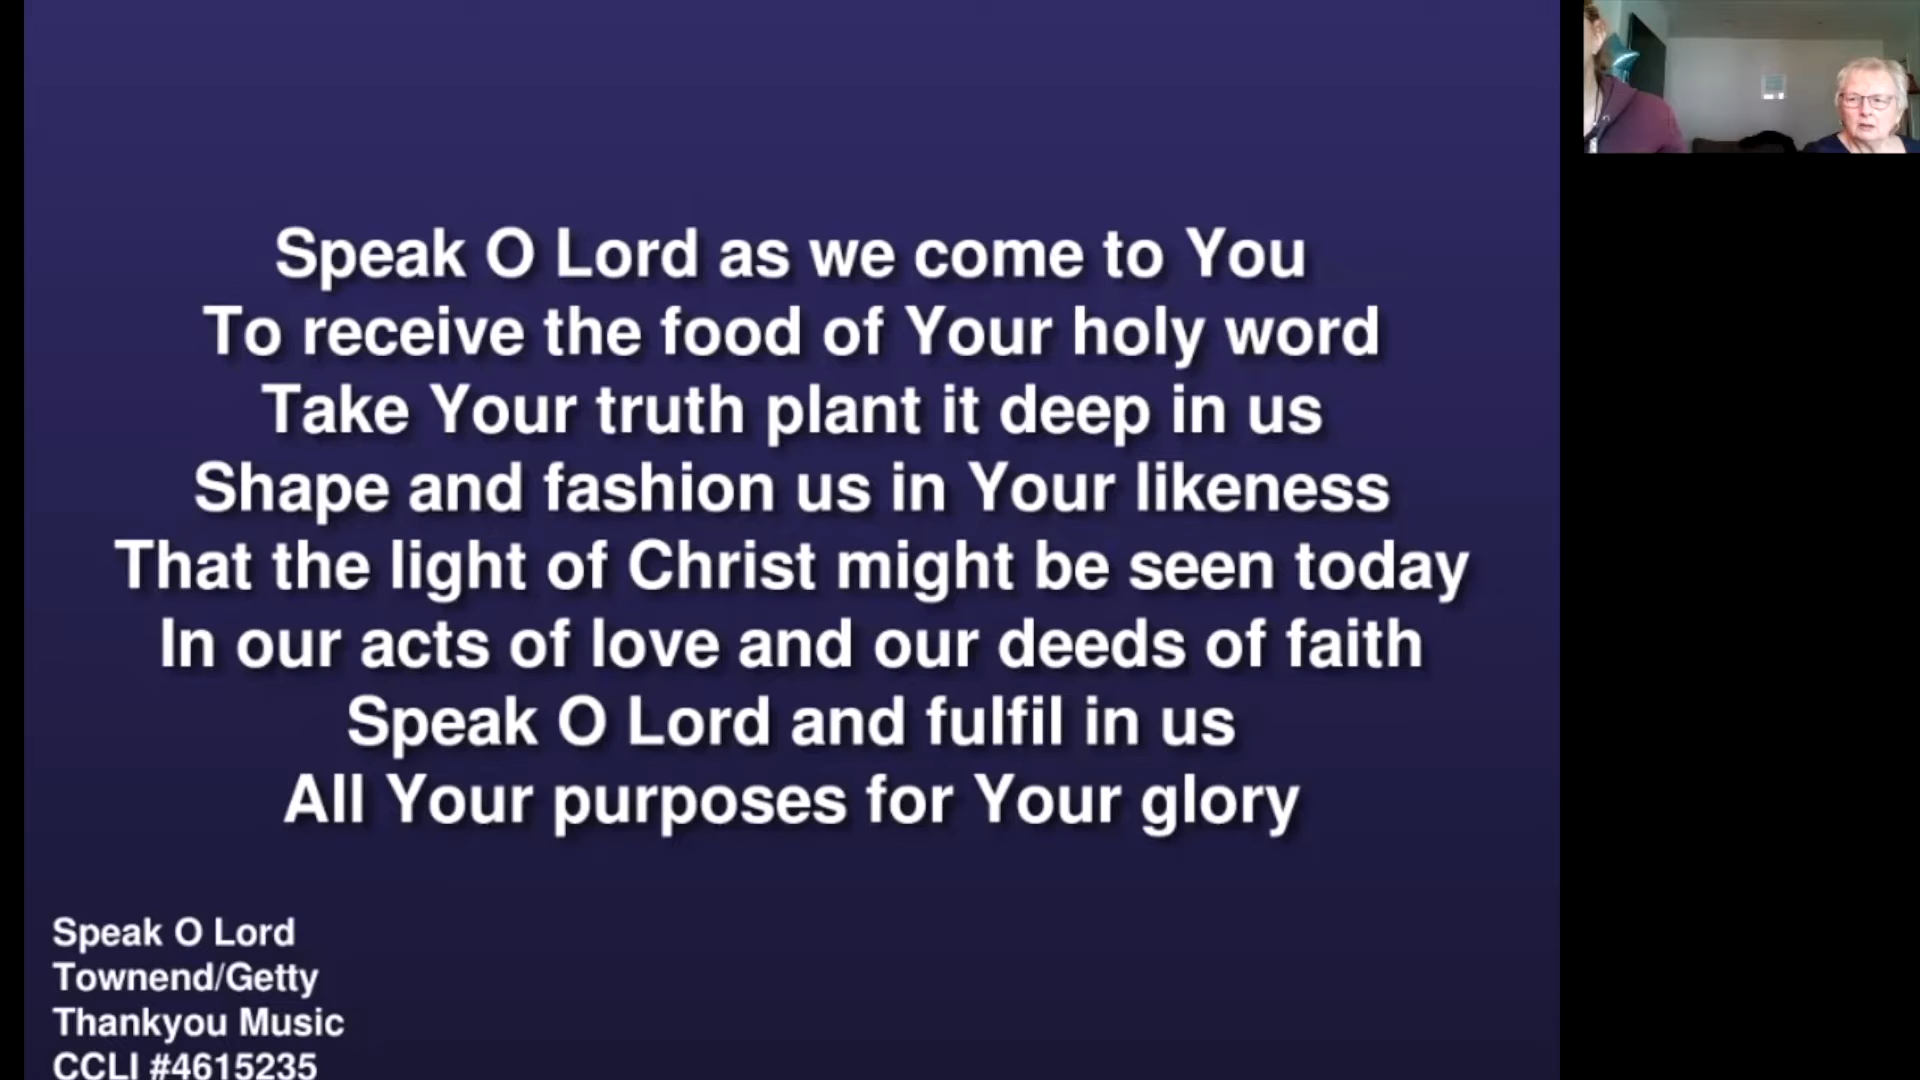 Speak O Lord as we come to You
To receive the food of Your holy word
Take Your truth plant it deep in us
Shape and fashion us in Your likeness
That the light of Christ might be seen today
In our acts of love and our deeds of faith
Speak O Lord and fulfil in us
All Your purposes for Your glory
Speak O Lord
Townend/Getty
Thankyou Music
CCLI #4615235